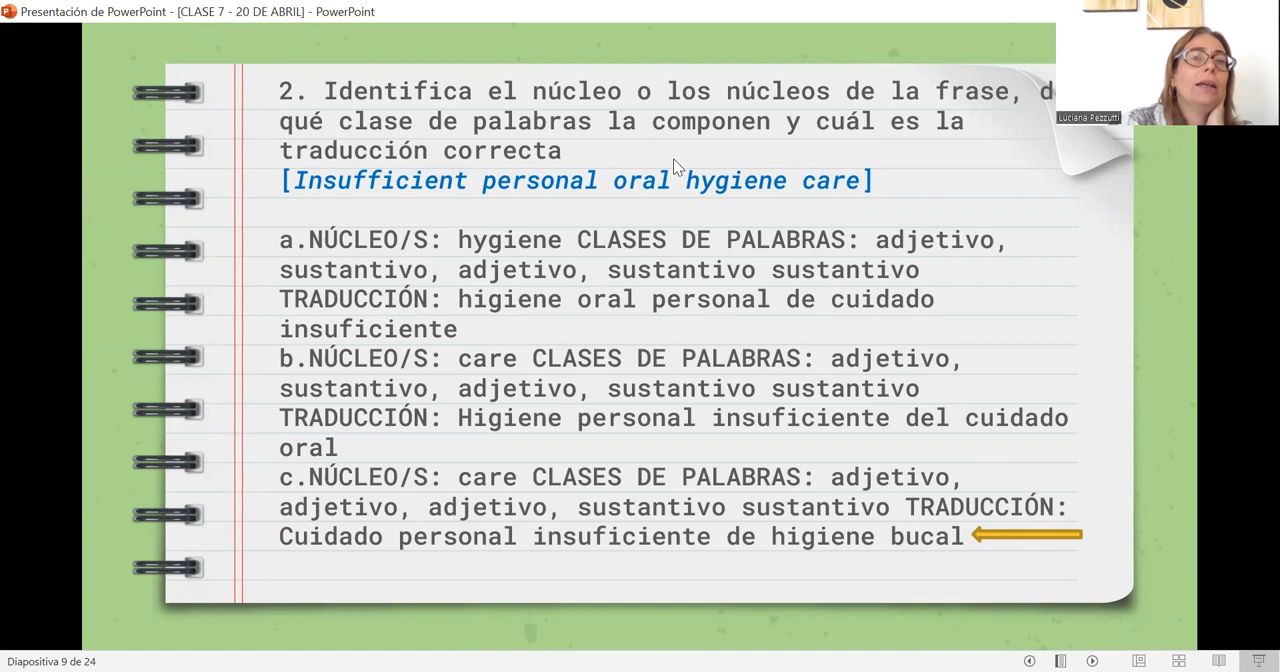 Presentación de PowerPoint - [CLASE 7 - 20 DE ABRIL] - PowerPoint
Luciana Pezzutti
2. Identifica el núcleo o los núcleos de la frase,
qué clase de palabras la componen y cuál es la
traducción correcta
[Insufficient personal oral hygiene care]
a.NÚCLEO/S: hygiene CLASES DE PALABRAS: adjetivo,
sustantivo, adjetivo, sustantivo sustantivo
TRADUCCIÓN: higiene oral personal de cuidado
insuficiente
b.NÚCLEO/S: care CLASES DE PALABRAS: adjetivo,
sustantivo, adjetivo, sustantivo sustantivo
TRADUCCIÓN: Higiene personal insuficiente del cuidado
oral
c.NÚCLEO/S: care CLASES DE PALABRAS: adjetivo,
adjetivo, adjetivo, sustantivo sustantivo TRADUCCIÓN:
Cuidado personal insuficiente de higiene bucal
Diapositiva 9 de 24